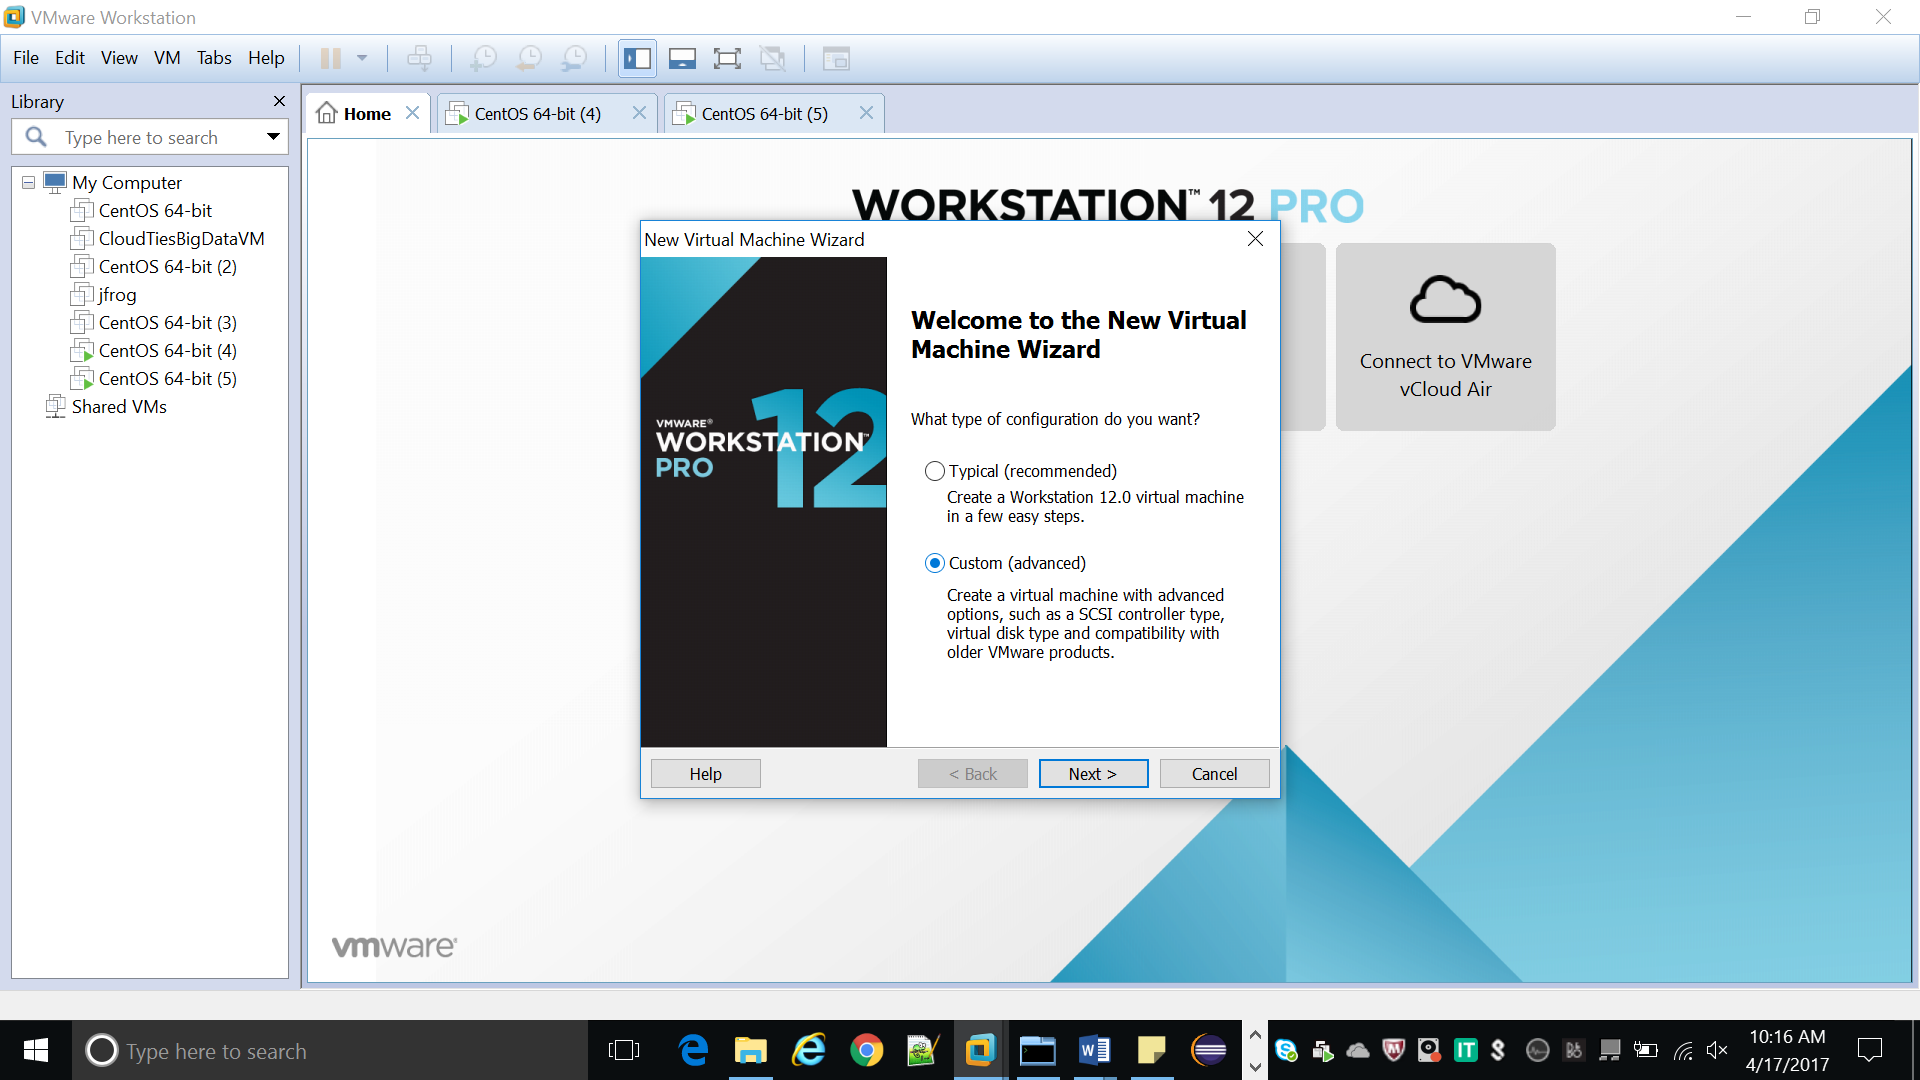 VMware Workstation
File Edit View VM Tabs Help
Library
Type here to search
My Computer
CentOS 64-bit
CloudTiesBigDataVM
CentOS 64-bit (2)
jfrog
CentOS 64-bit (3)
CentOS 64-bit (4)
CentOS 64-bit (5)
Shared VMs
Home
CentOS 64-bit (4)
CentOS 64-bit (5)
WORKSTATION™ 12 PRO
Connect to VMware
vCloud Air
New Virtual Machine Wizard
VMWARE®
WORKSTATION™
PRO
12
Welcome to the New Virtual
Machine Wizard
What type of configuration do you want?
Typical (recommended)
Create a Workstation 12.0 virtual machine
in a few easy steps.
Custom (advanced)
Create a virtual machine with advanced
options, such as a SCSI controller type,
virtual disk type and compatibility with
older VMware products.
Help
< Back
Next >
Cancel
vmware®
Type here to search
IT
10:16 AM
4/17/2017